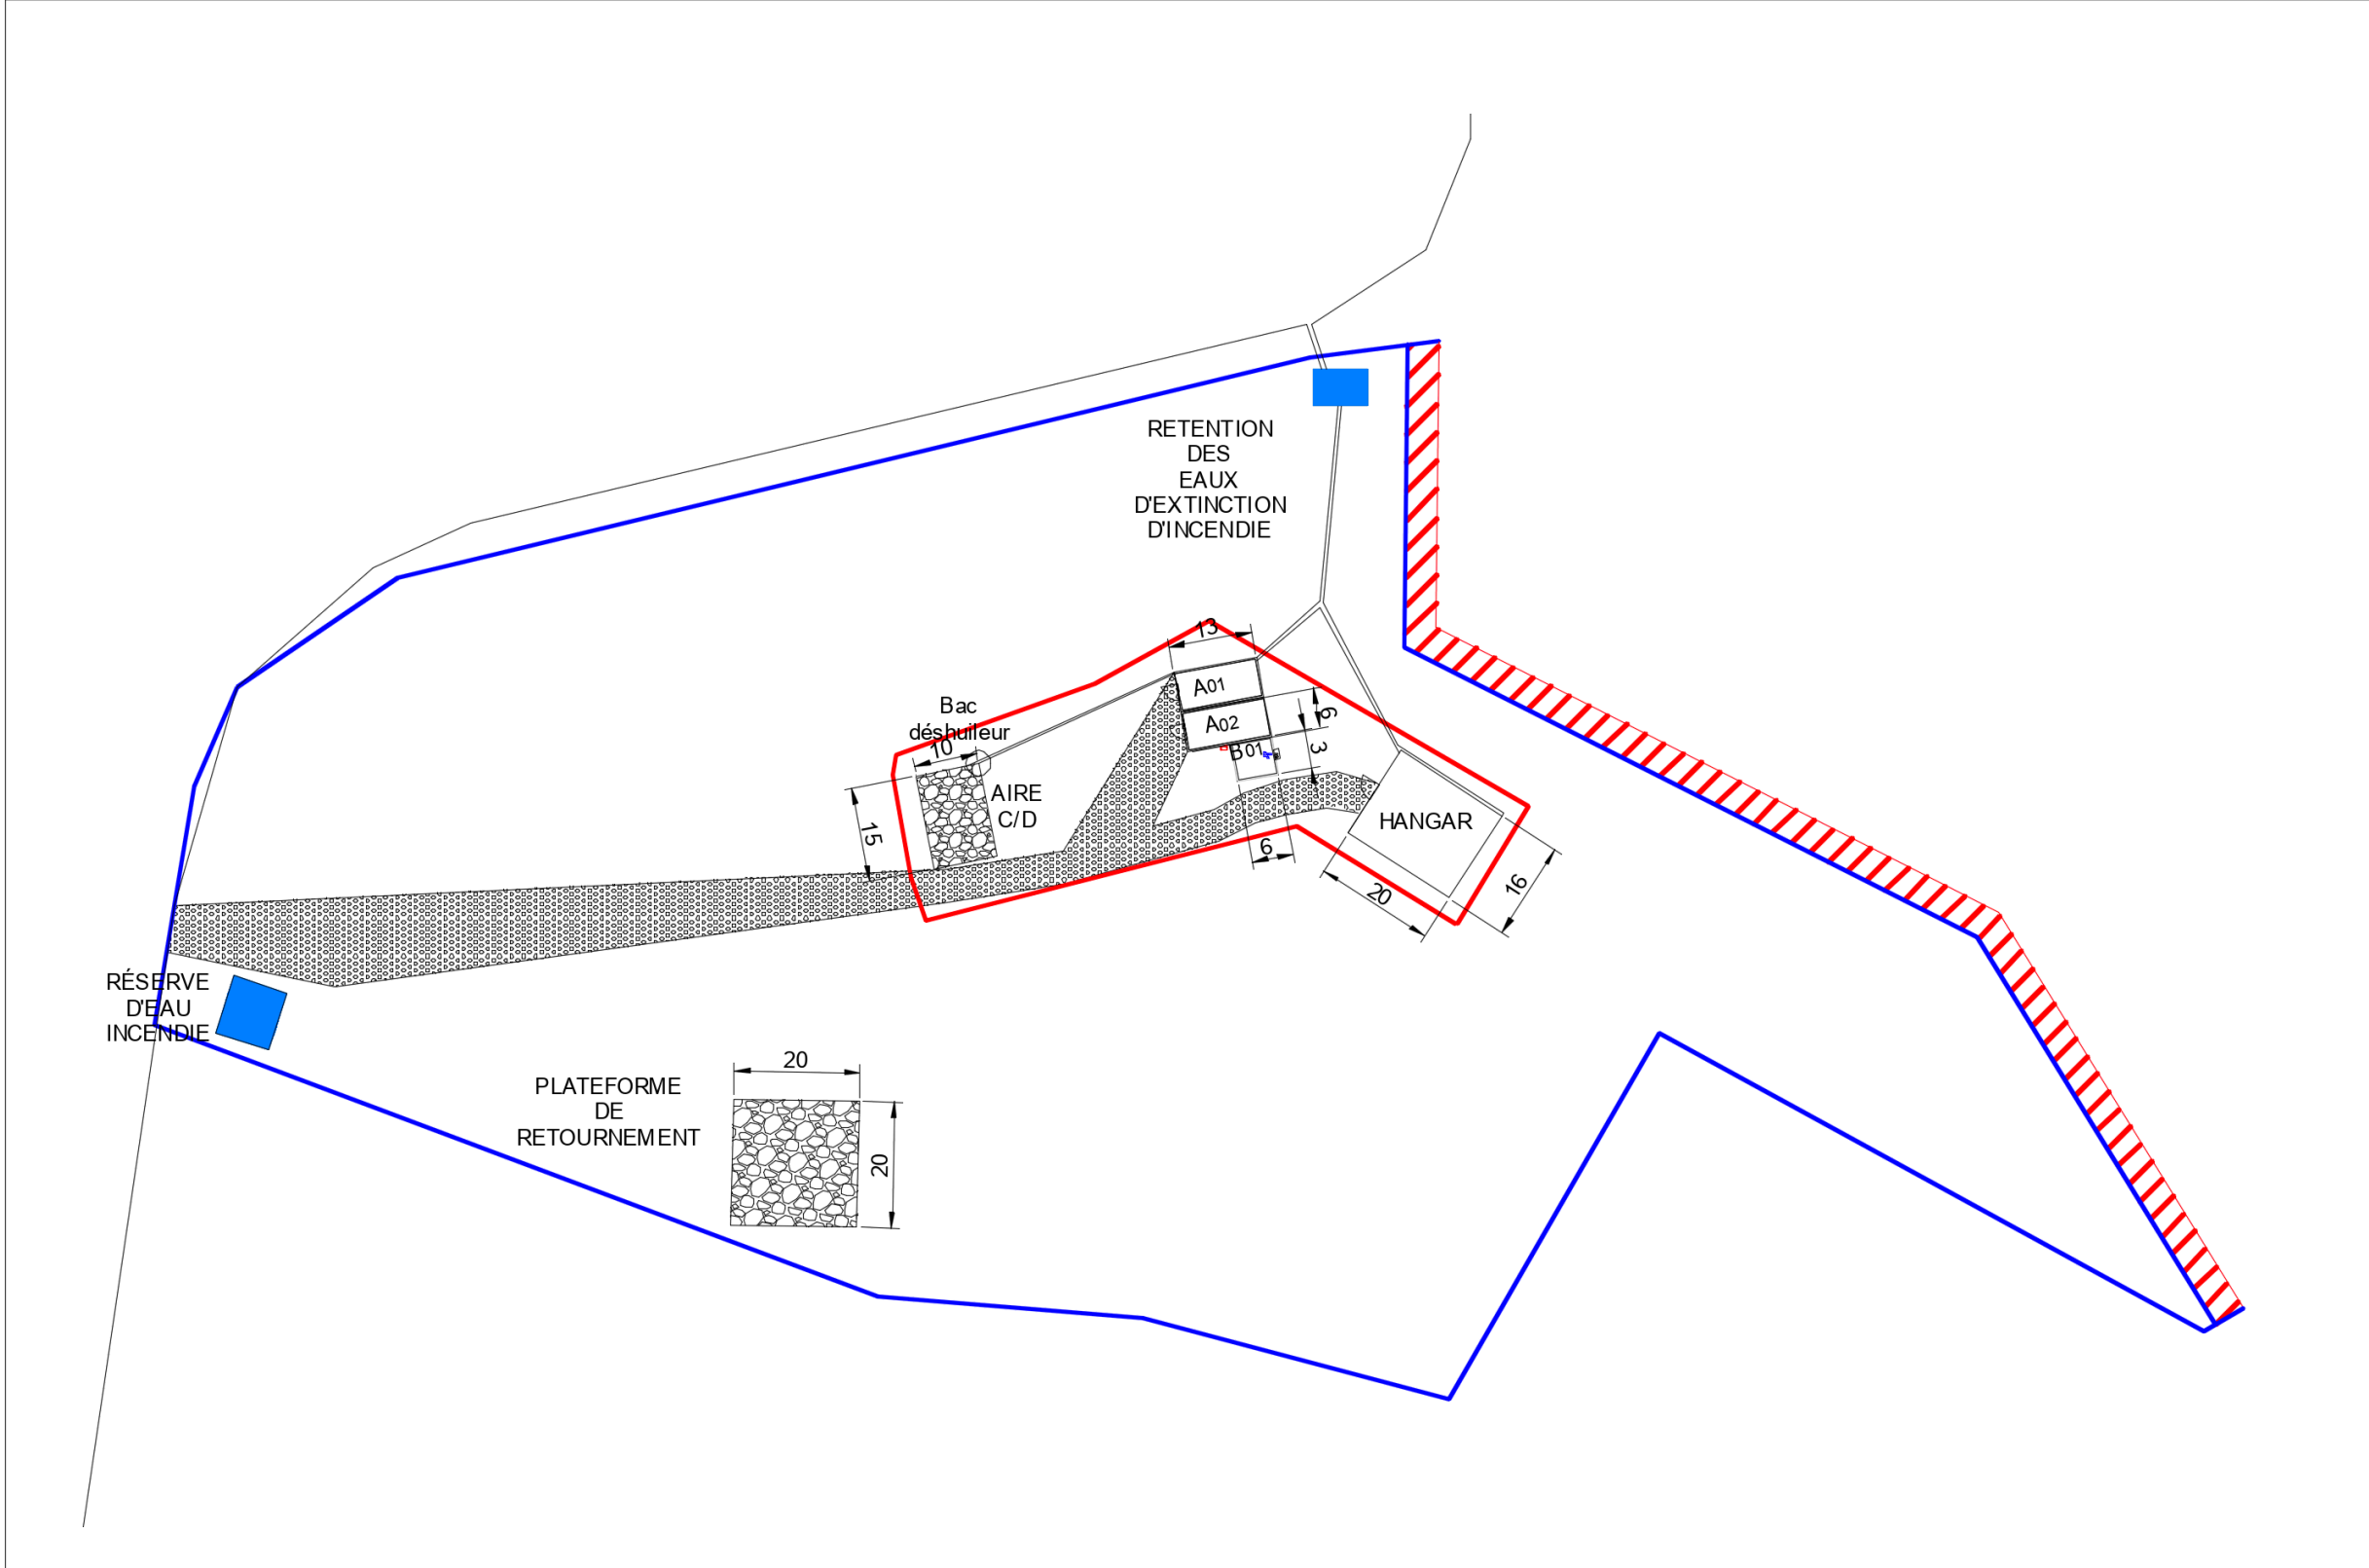 RETENTION
DES
EAUX
D'EXTINCTION
D'INCENDIE
13
A01
A02
6
3
B01
Bac
déshuileur
10
AIRE
C/D
15
HANGAR
6
20
16
RÉSERVE
D'EAU
INCENDIE
PLATEFORME
DE
RETOURNEMENT
20
20